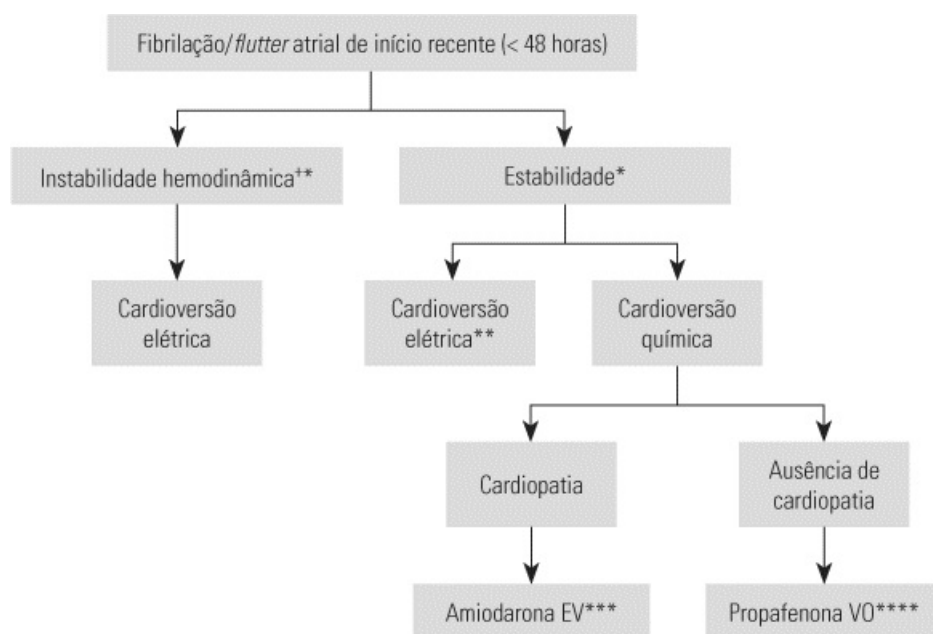 Fibrilação/flutter atrial de início recente (< 48 horas)
Instabilidade hemodinâmica+*
Estabilidade*
Cardioversão
elétrica
Cardioversão
elétrica**
Cardioversão
química
Cardiopatia
Ausência de
cardiopatia
Amiodarona EV***
Propafenona VO****